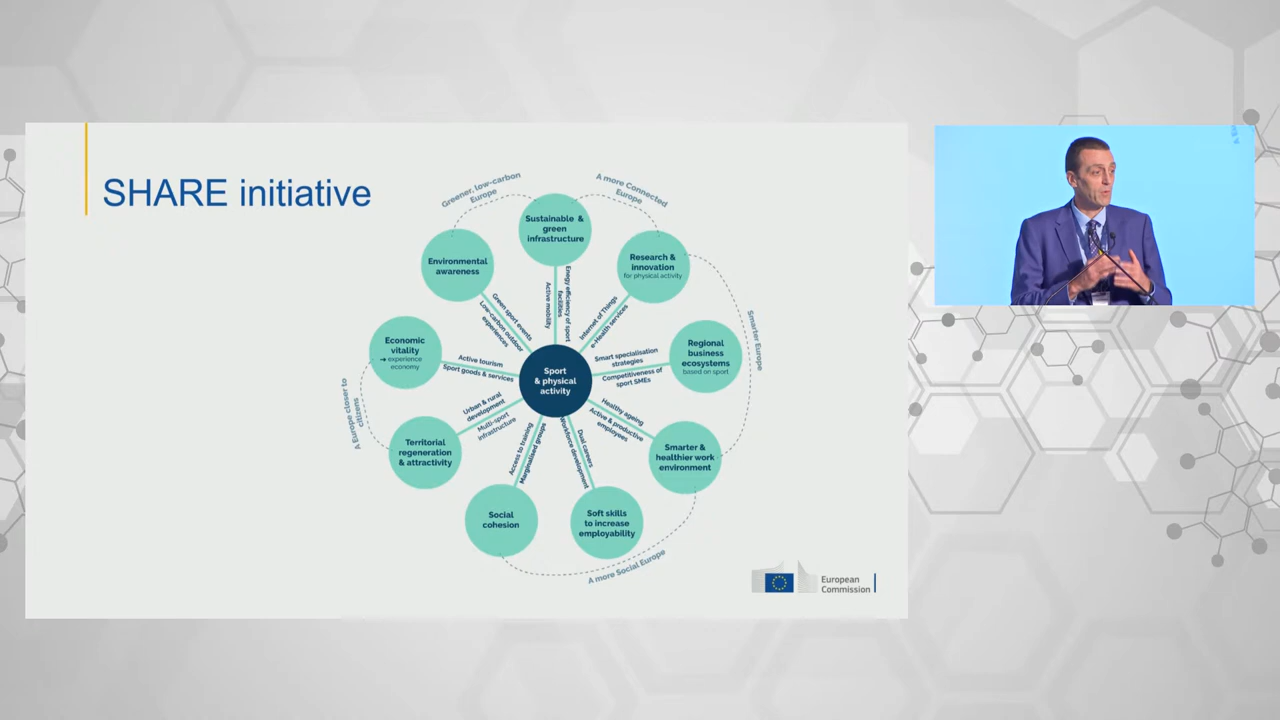 SHARE initiative
Greener, low-carbon
Europe
A more Connected
Europe
Sustainable &
green
infrastructure
Environmental
awareness
Research &
innovation
for physical activity
Green sport events
Low-carbon outdoor
experiences
Active mobility
Energy efficiency of sport
facilities
Internet of Things
e-Health services
Smarter Europe
Economic
vitality
➞ experience
economy
Active tourism
Sport goods & services
Sport
& physical
activity
Smart specialisation
strategies
Competitiveness of
sport SMEs
Regional
business
ecosystems
based on sport
A Europe closer to
citizens
Territorial
regeneration
& attractivity
Urban & rural
development
Multi-sport
infrastructure
Healthy ageing
Active & productive
employees
Smarter &
healthier work
environment
Access to training
Marginalised groups
Dual careers
Workforce development
Social
cohesion
Soft skills
to increase
employability
A more Social Europe
European
Commission